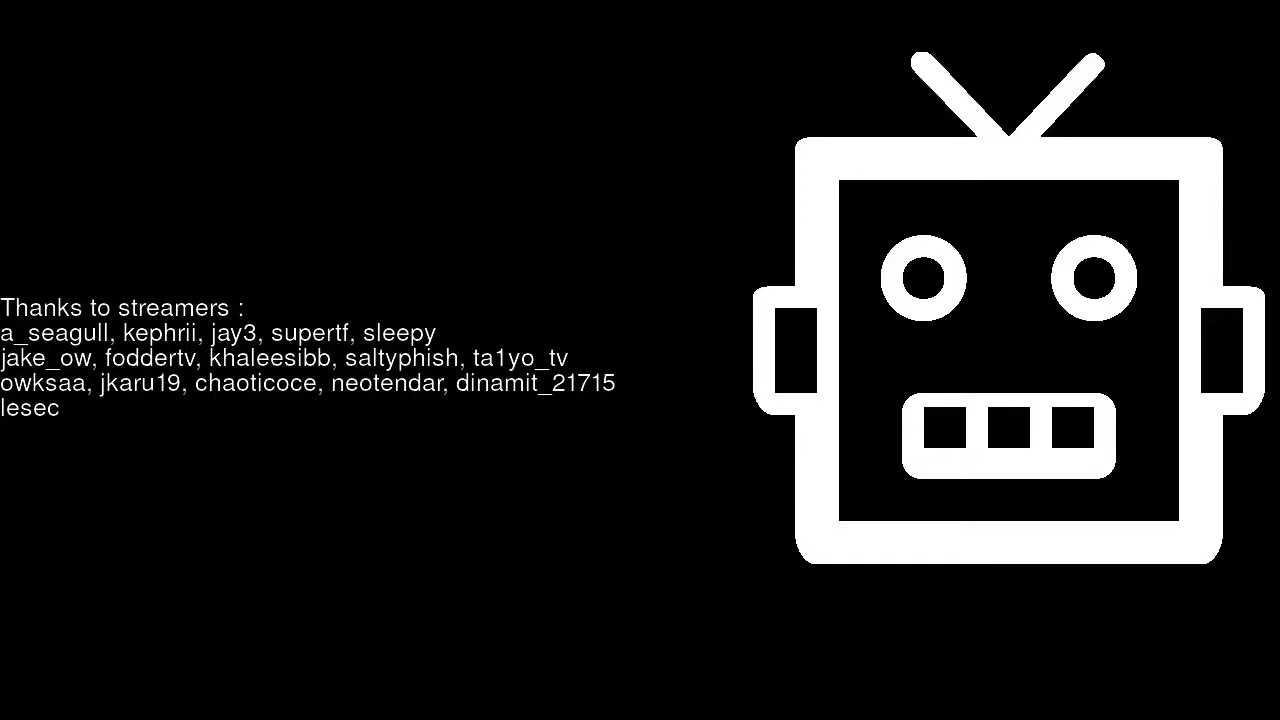 Thanks to streamers :
a_seagull, kephrii, jay3, supertf, sleepy
jake_ow, foddertv, khaleesibb, saltyphish, ta1yo_tv
owksaa, jkaru19, chaoticoce, neotendar, dinamit_21715
lesec